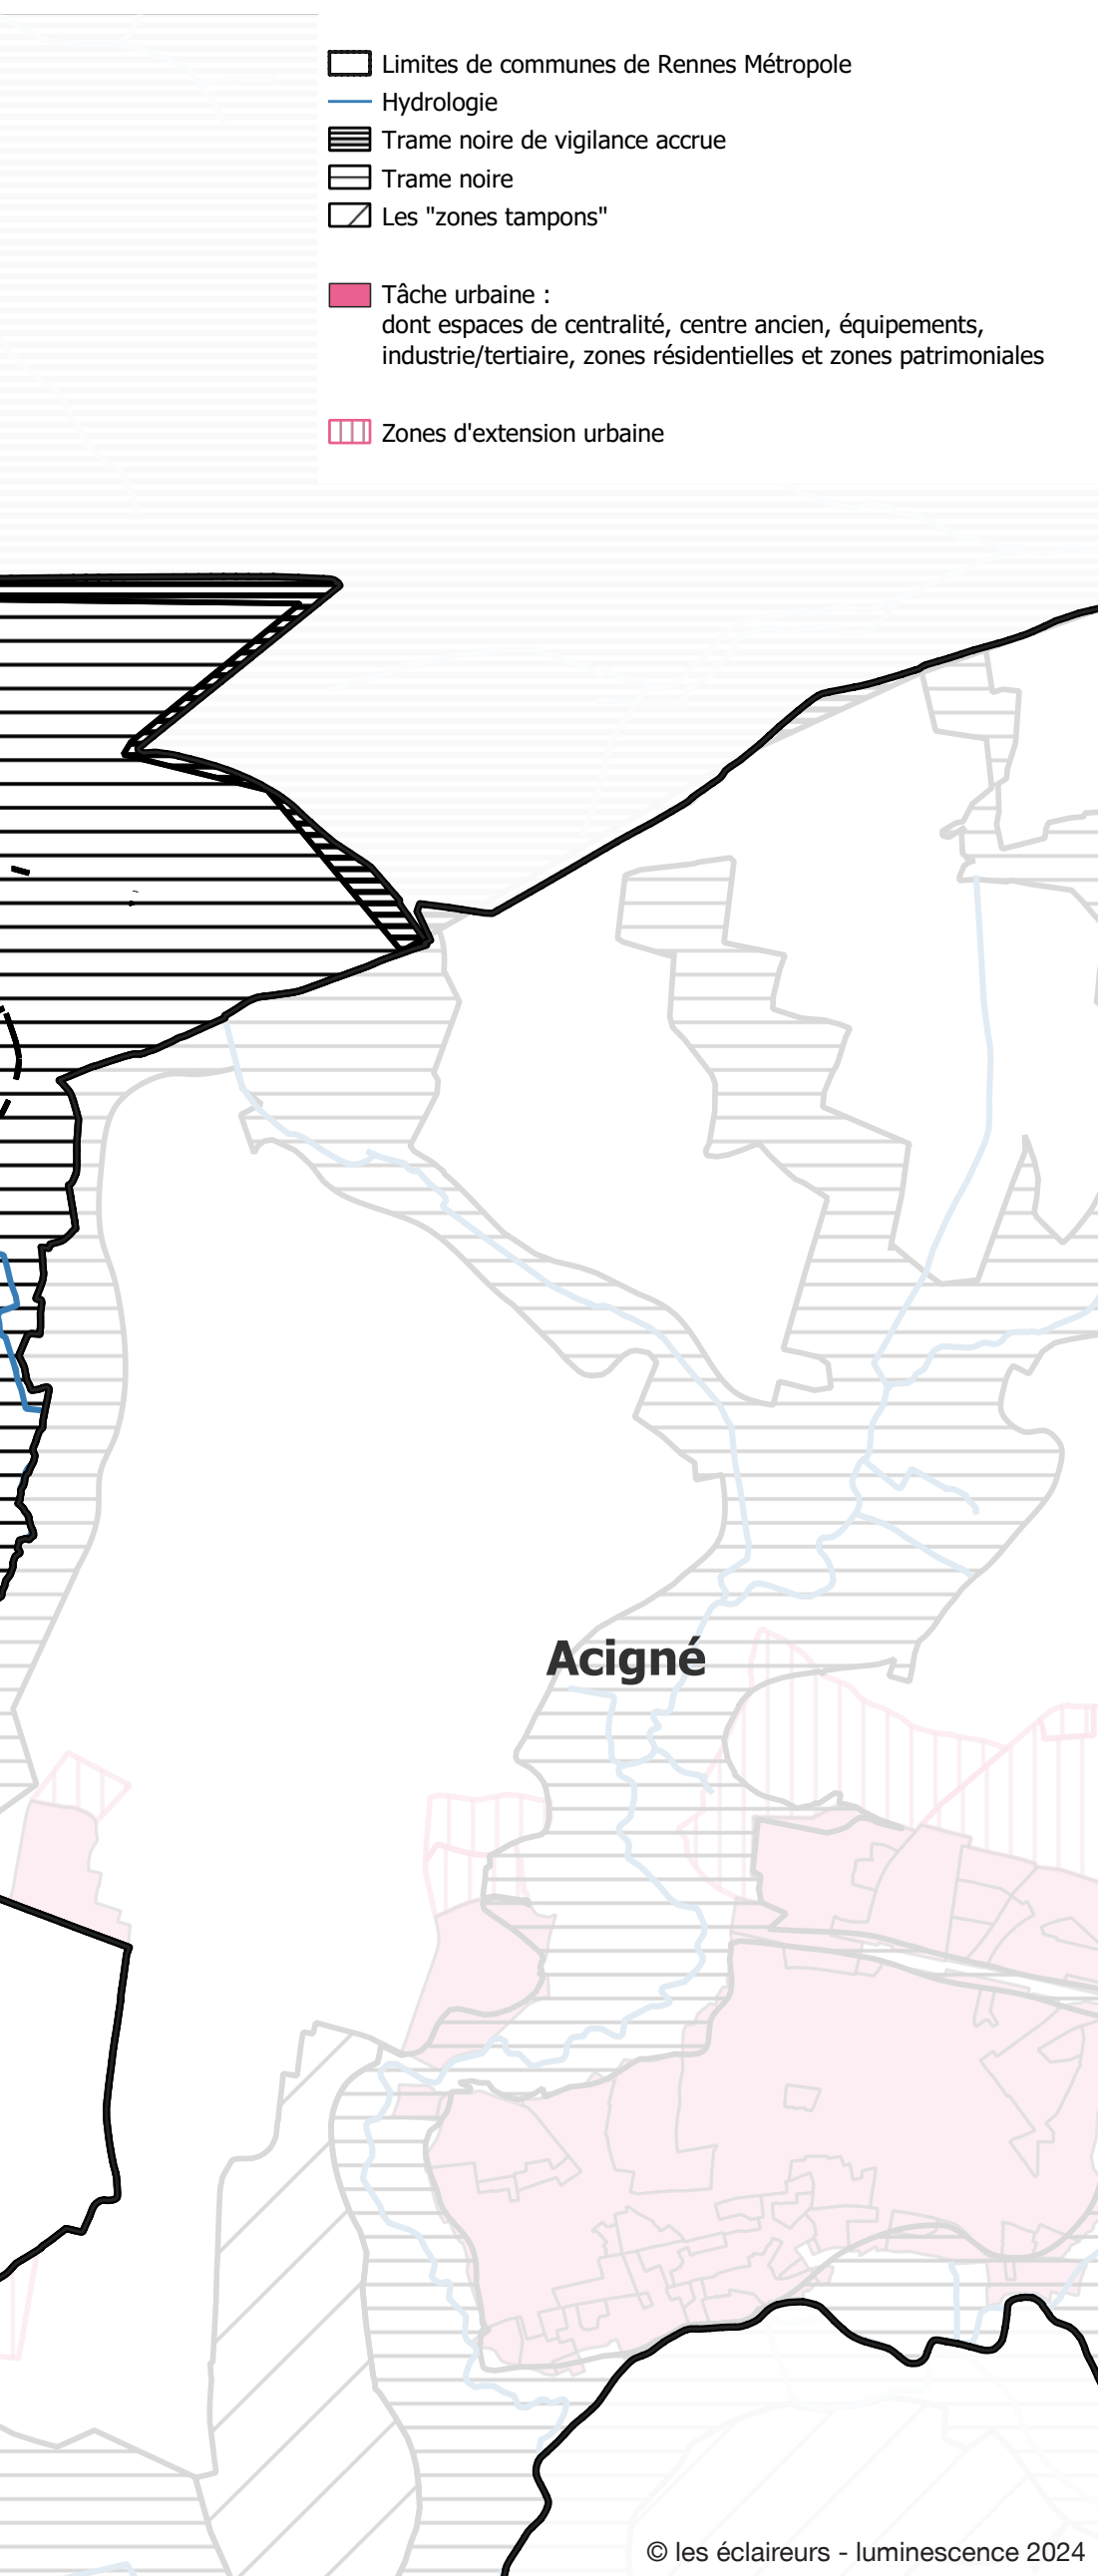 Limites de communes de Rennes Métropole
Hydrologie
Trame noire de vigilance accrue
Trame noire
Les "zones tampons"
Tâche urbaine :
dont espaces de centralité, centre ancien, équipements,
industrie/tertiaire, zones résidentielles et zones patrimoniales
Zones d'extension urbaine
Acigné
© les éclaireurs - luminescence 2024